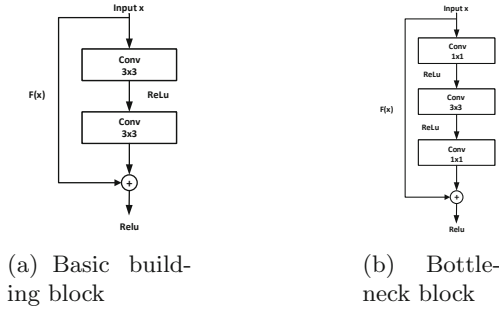 Input x
Conv
3x3
ReLu
F(x)
Conv
3x3
+
Relu
(a) Basic build-
ing block
Input x
Conv
1x1
ReLu
F(x)
Conv
3x3
ReLu
Conv
1x1
+
Relu
(b) Bottle-
neck block